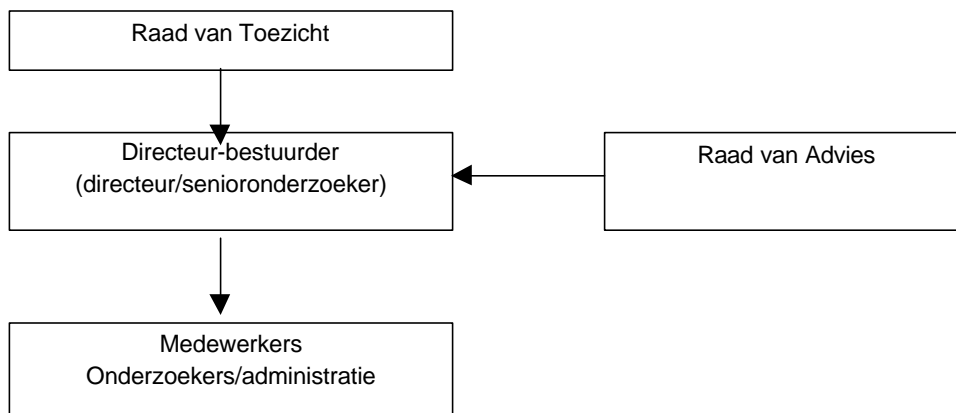 Raad van Toezicht
Directeur-bestuurder
(directeur/senioronderzoeker)
Raad van Advies
Medewerkers
Onderzoekers/administratie